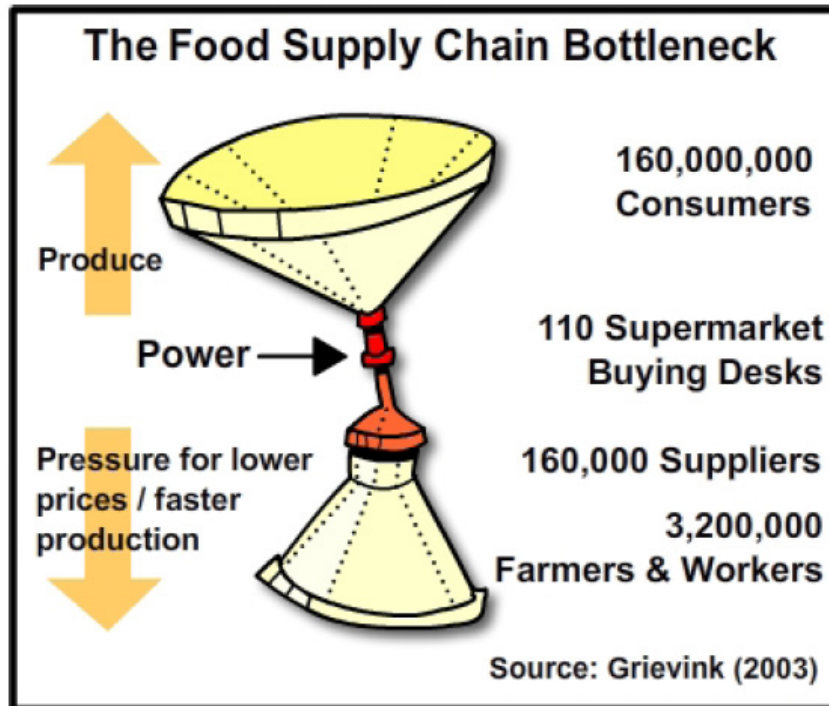 The Food Supply Chain Bottleneck
160,000,000
Consumers
Produce
110 Supermarket
Buying Desks
Power
Pressure for lower
prices / faster
production
160,000 Suppliers
3,200,000
Farmers & Workers
Source: Grievink (2003)